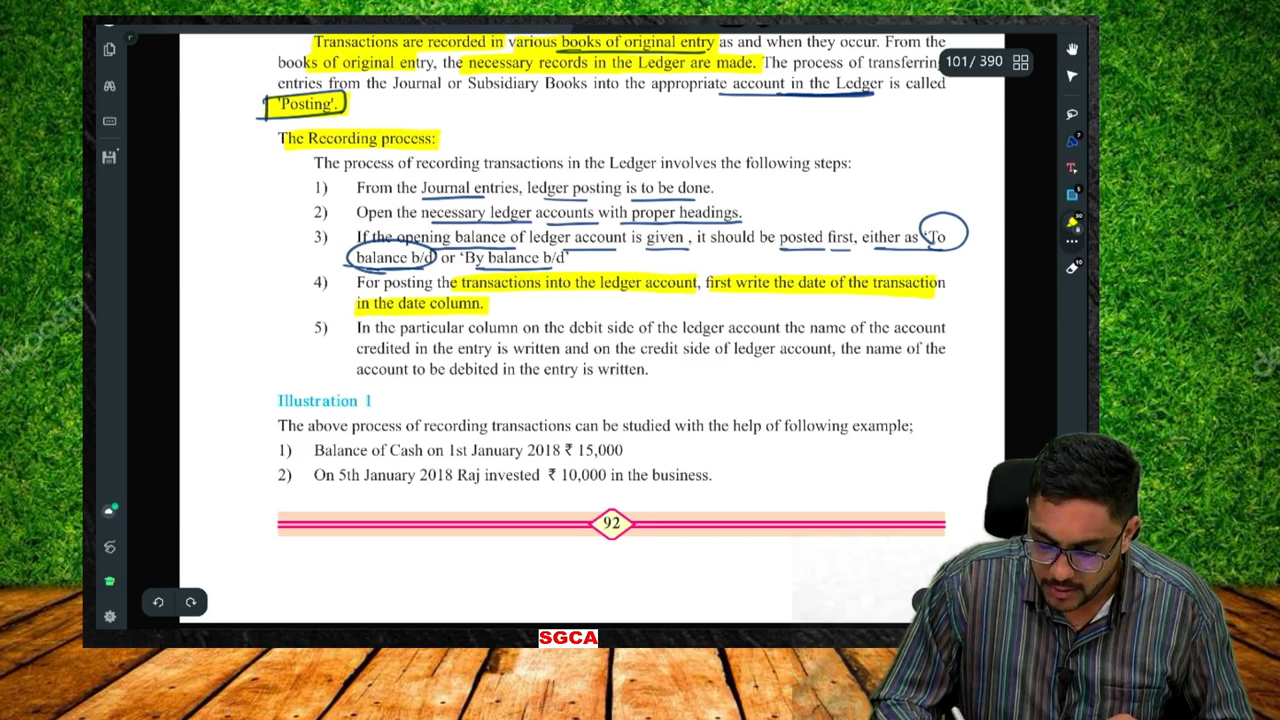 Transactions are recorded in various books of original entry as and when they occur. From the
books of original entry, the necessary records in the Ledger are made. The process of transferrin
101/ 390
entries from the Journal or Subsidiary Books into the appropriate account in the Ledger is called
'Posting'.
The Recording process:
The process of recording transactions in the Ledger involves the following steps:
1) From the Journal entries, ledger posting is to be done.
2) Open the necessary ledger accounts with proper headings.
3) If the opening balance of ledger account is given , it should be posted first, either as 'To
balance b/d' or 'By balance b/d'
4) For posting the transactions into the ledger account, first write the date of the transaction
in the date column.
5) In the particular column on the debit side of the ledger account the name of the account
credited in the entry is written and on the credit side of ledger account, the name of the
account to be debited in the entry is written.
Illustration 1
The above process of recording transactions can be studied with the help of following example;
1) Balance of Cash on 1st January 2018 ₹ 15,000
2) On 5th January 2018 Raj invested ₹ 10,000 in the business.
92
SGCA